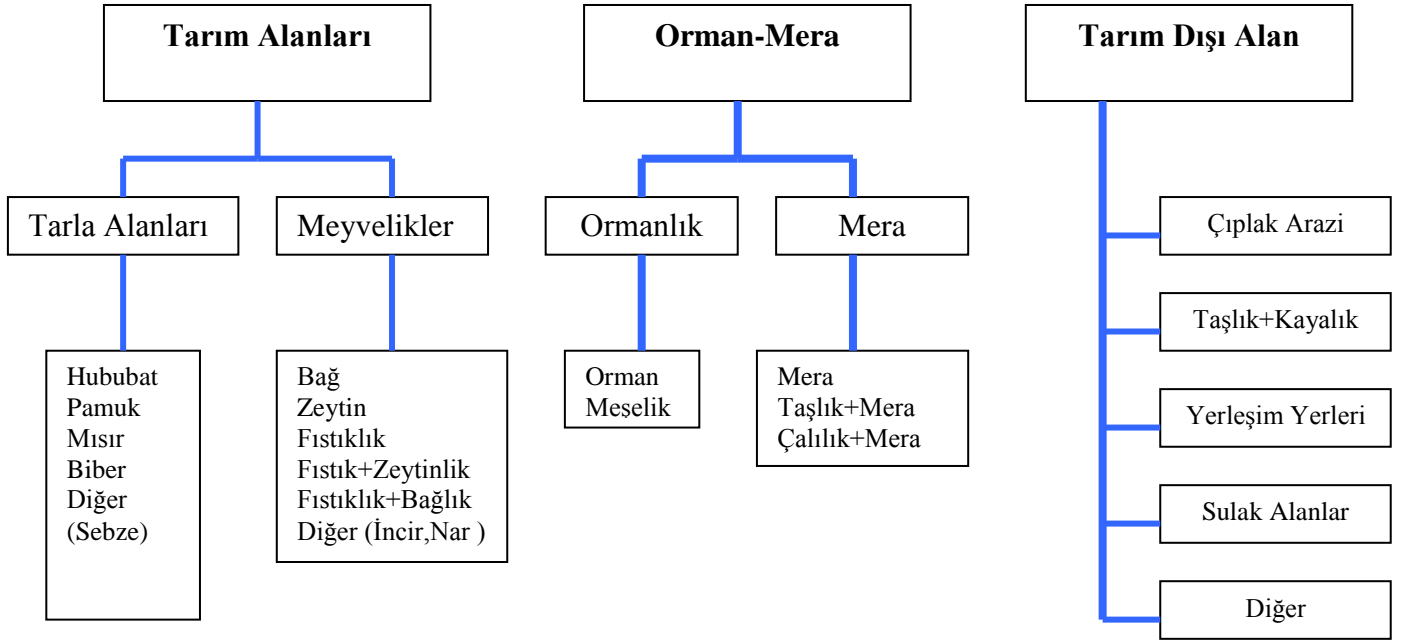 Tarım Alanları
Orman-Mera
Tarım Dışı Alan
Tarla Alanları
Meyvelikler
Ormanlık
Mera
Hububat
Pamuk
Mısır
Biber
Diğer
(Sebze)
Bağ
Zeytin
Fıstıklık
Fıstık+Zeytinlik
Fıstıklık+Bağlık
Diğer (İncir,Nar )
Orman
Meşelik
Mera
Taşlık+Mera
Çalılık+Mera
Çıplak Arazi
Taşlık+Kayalık
Yerleşim Yerleri
Sulak Alanlar
Diğer